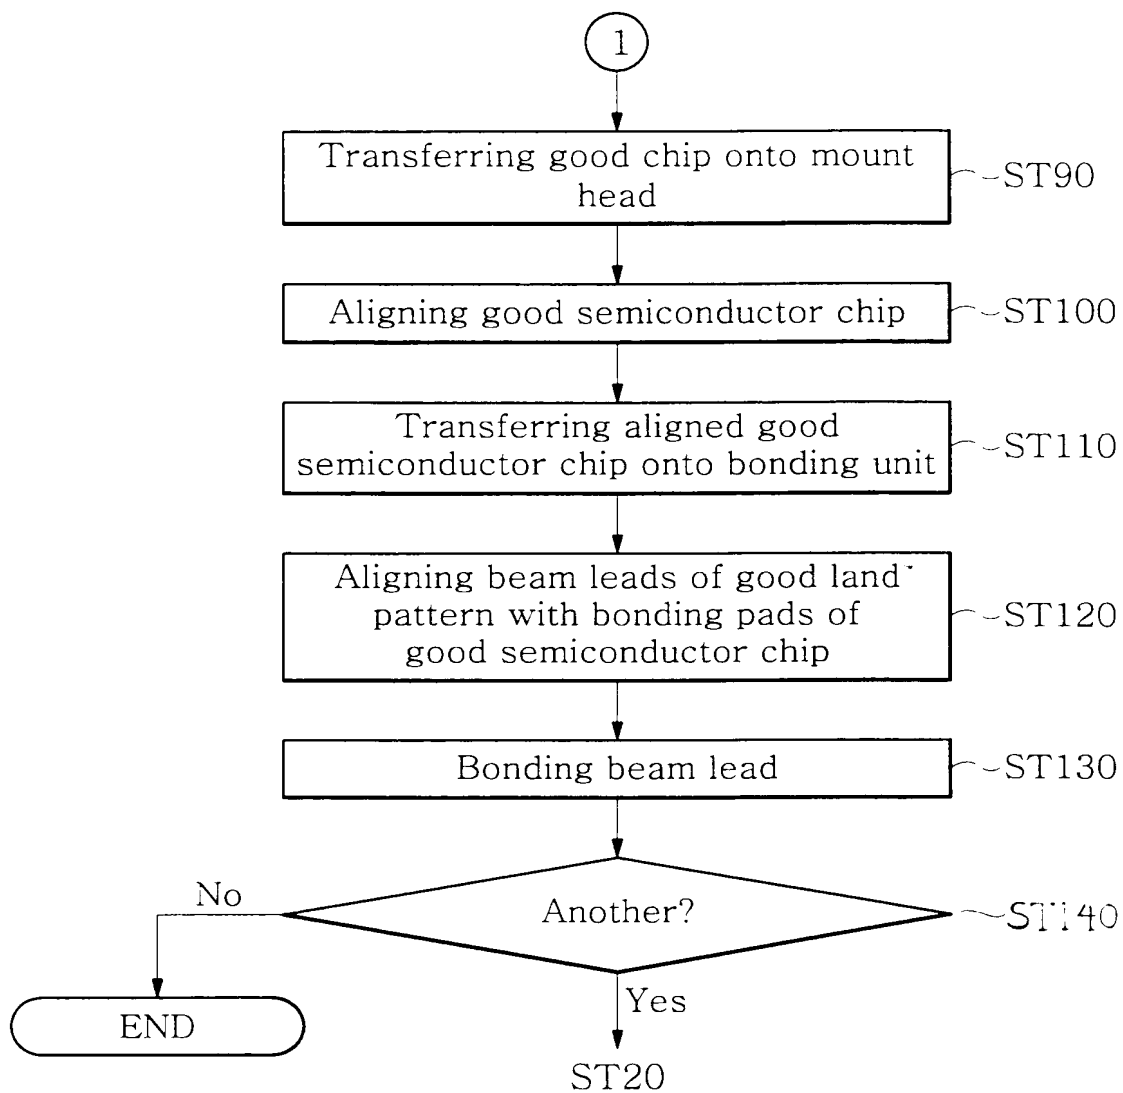 1
Transferring good chip onto mount
head
ST90
Aligning good semiconductor chip
ST100
Transferring aligned good
semiconductor chip onto bonding unit
ST110
Aligning beam leads of good land
pattern with bonding pads of
good semiconductor chip
ST120
Bonding beam lead
ST130
No
Another?
ST140
Yes
END
ST20